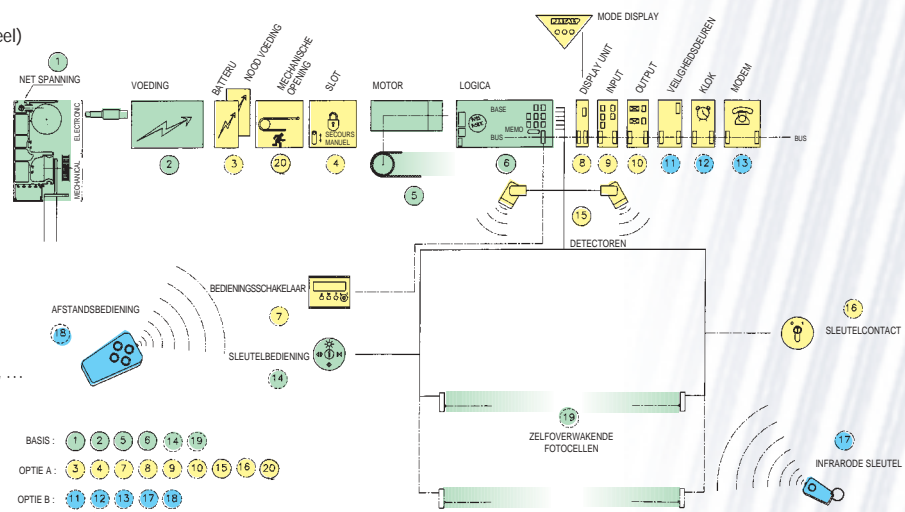 eel)
MODE DISPLAY
1
NET SPANNING
VOEDING
BATTERU
NOOD VOEDING
MECHANISCHE
OPENING
SLOT
MOTOR
LOGICA
DISPLAY UNIT
INPUT
OUTPUT
VEILIGHEIDSDEUREN
KLOK
MODEM
ELECTRONIC
MECHANICAL
SECOURS
MANUEL
BASE
MEMO
BUS
BUS
2
3
20
4
5
6
8
9
10
11
12
13
15
DETECTOREN
BEDIENINGSSCHAKELAAR
7
AFSTANDSBEDIENING
18
SLEUTELBEDIENING
14
16
SLEUTELCONTACT
...
19
ZELFOVERWAKENDE
FOTOCELLEN
17
INFRARODE SLEUTEL
BASIS : 1 2 5 6 14 19
OPTIE A : 3 4 7 8 9 10 15 16 20
OPTIE B : 11 12 13 17 18